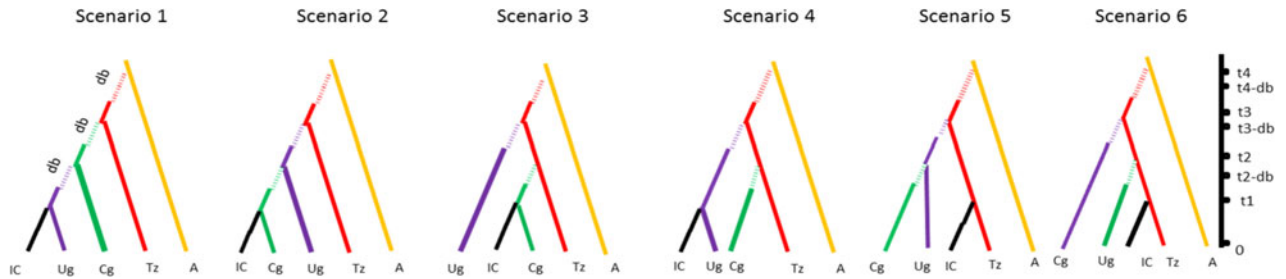 Scenario 1 Scenario 2 Scenario 3 Scenario 4 Scenario 5 Scenario 6
db
db
db
t4
t4-db
t3
t3-db
t2
t2-db
t1
0
IC Ug Cg Tz A
IC Cg Ug Tz A
Ug IC Cg Tz A
IC Ug Cg Tz A
Cg Ug IC Tz A
Cg Ug IC Tz A